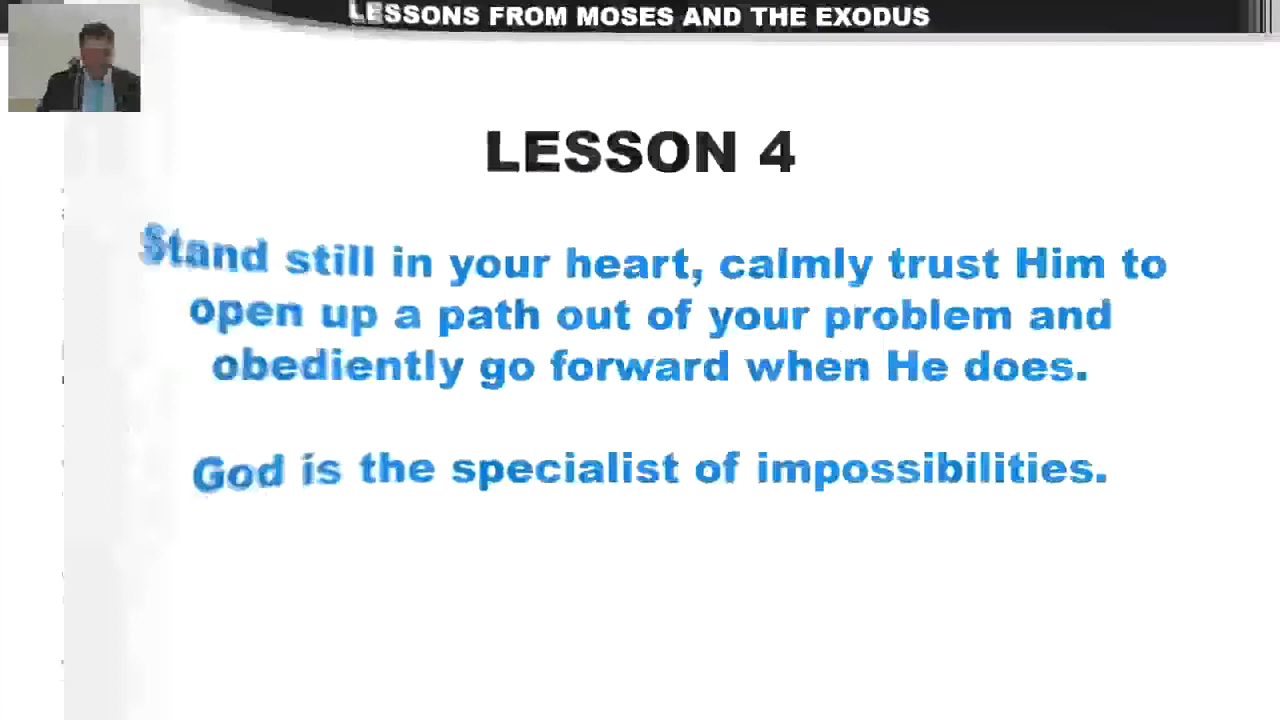 LESSONS FROM MOSES AND THE EXODUS
LESSON 4
Stand still in your heart, calmly trust Him to
open up a path out of your problem and
obediently go forward when He does.
God is the specialist of impossibilities.